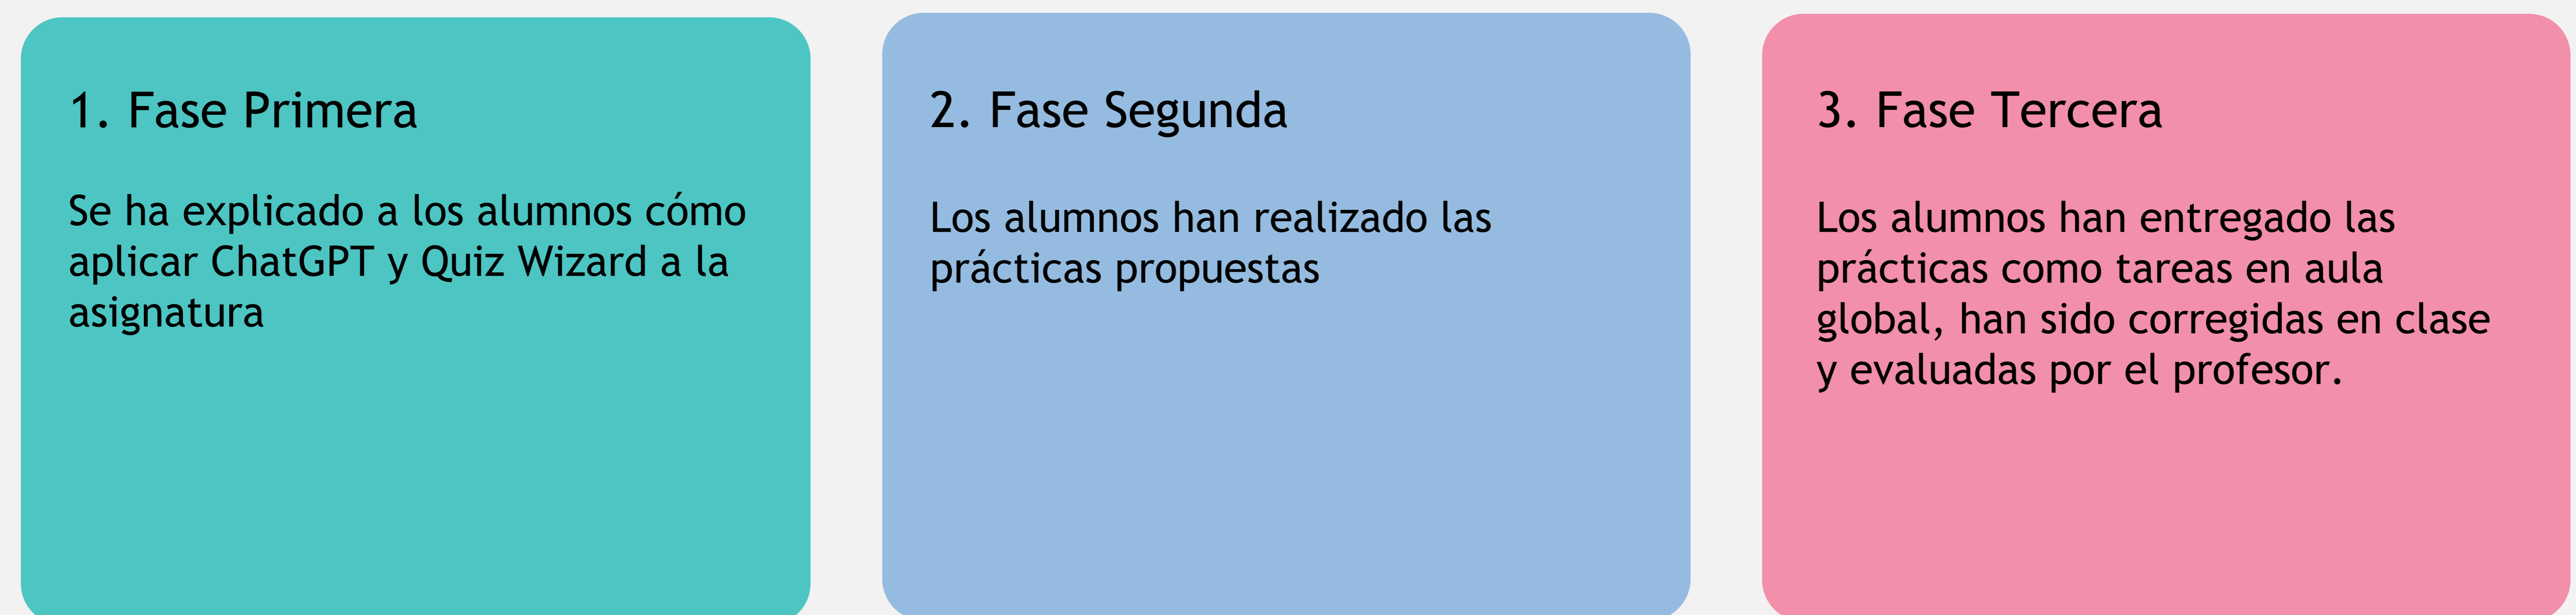 1. Fase Primera
Se ha explicado a los alumnos cómo
aplicar ChatGPT y Quiz Wizard a la
asignatura
2. Fase Segunda
Los alumnos han realizado las
prácticas propuestas
3. Fase Tercera
Los alumnos han entregado las
prácticas como tareas en aula
global, han sido corregidas en clase
y evaluadas por el profesor.